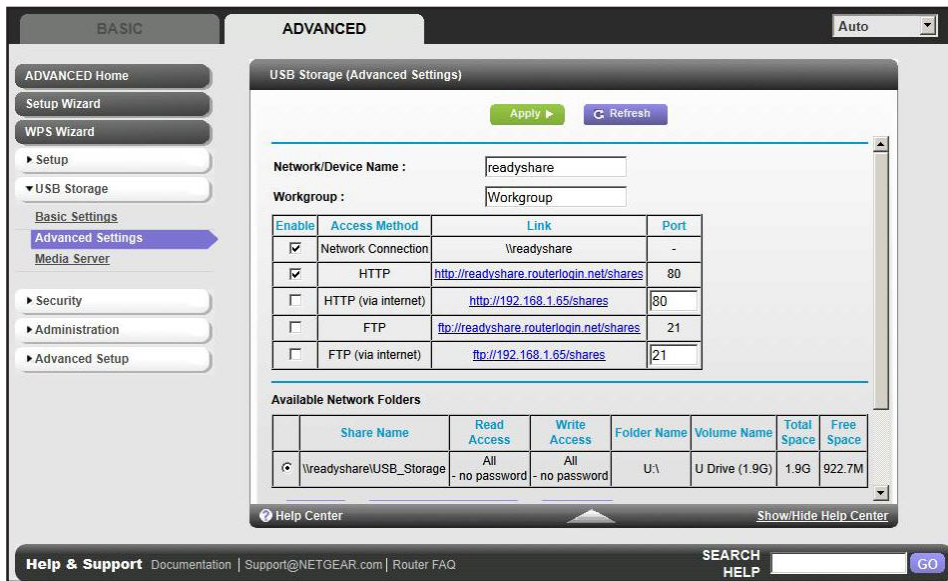 BASIC
ADVANCED
Auto
ADVANCED Home
Setup Wizard
WPS Wizard
Setup
USB Storage
Basic Settings
Advanced Settings
Media Server
Security
Administration
Advanced Setup
USB Storage (Advanced Settings)
Apply
Refresh
Network/Device Name : readyshare
Workgroup : Workgroup
Enable Access Method Link Port
Network Connection \\readyshare -
HTTP http://readyshare.routerlogin.net/shares 80
HTTP (via internet) http://192.168.1.65/shares 80
FTP ftp://readyshare.routerlogin.net/shares 21
FTP (via internet) ftp://192.168.1.65/shares 21
Available Network Folders
Share Name Read Access Write Access Folder Name Volume Name Total Space Free Space
\\readyshare\USB_Storage All - no password All - no password U:\ U Drive (1.9G) 1.9G 922.7M
? Help Center
Show/Hide Help Center
Help & Support Documentation | Support@NETGEAR.com | Router FAQ
SEARCH HELP
GO